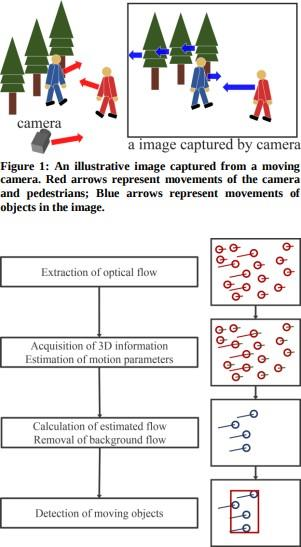 camera
a image captured by camera
Figure 1: An illustrative image captured from a moving
camera. Red arrows represent movements of the camera
and pedestrians; Blue arrows represent movements of
objects in the image.
Extraction of optical flow
Acquisition of 3D information
Estimation of motion parameters
Calculation of estimated flow
Removal of background flow
Detection of moving objects